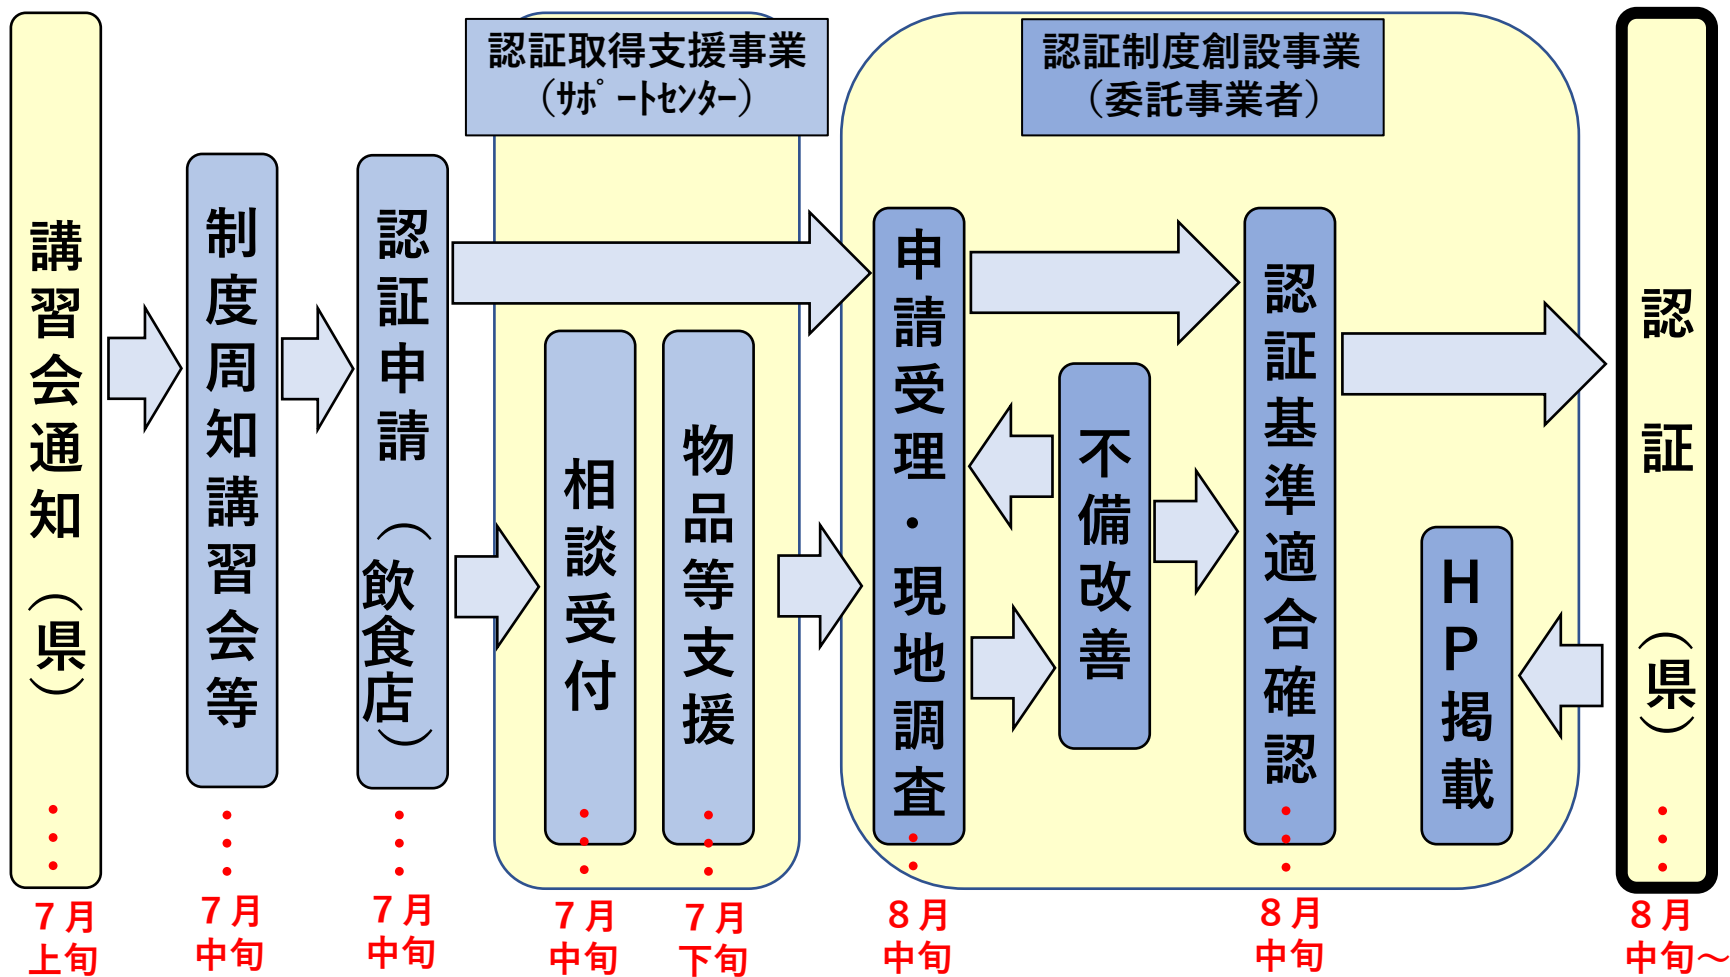 講習会通知（県）
制度周知講習会等
認証申請（飲食店）
認証取得支援事業
（ｻﾎﾟｰﾄｾﾝﾀｰ）
相談受付
物品等支援
認証制度創設事業
（委託事業者）
申請受理・現地調査
不備改善
認証基準適合確認
ＨＰ掲載
認証（県）
７月
上旬
７月
中旬
７月
中旬
７月
中旬
７月
下旬
８月
中旬
８月
中旬
８月
中旬～